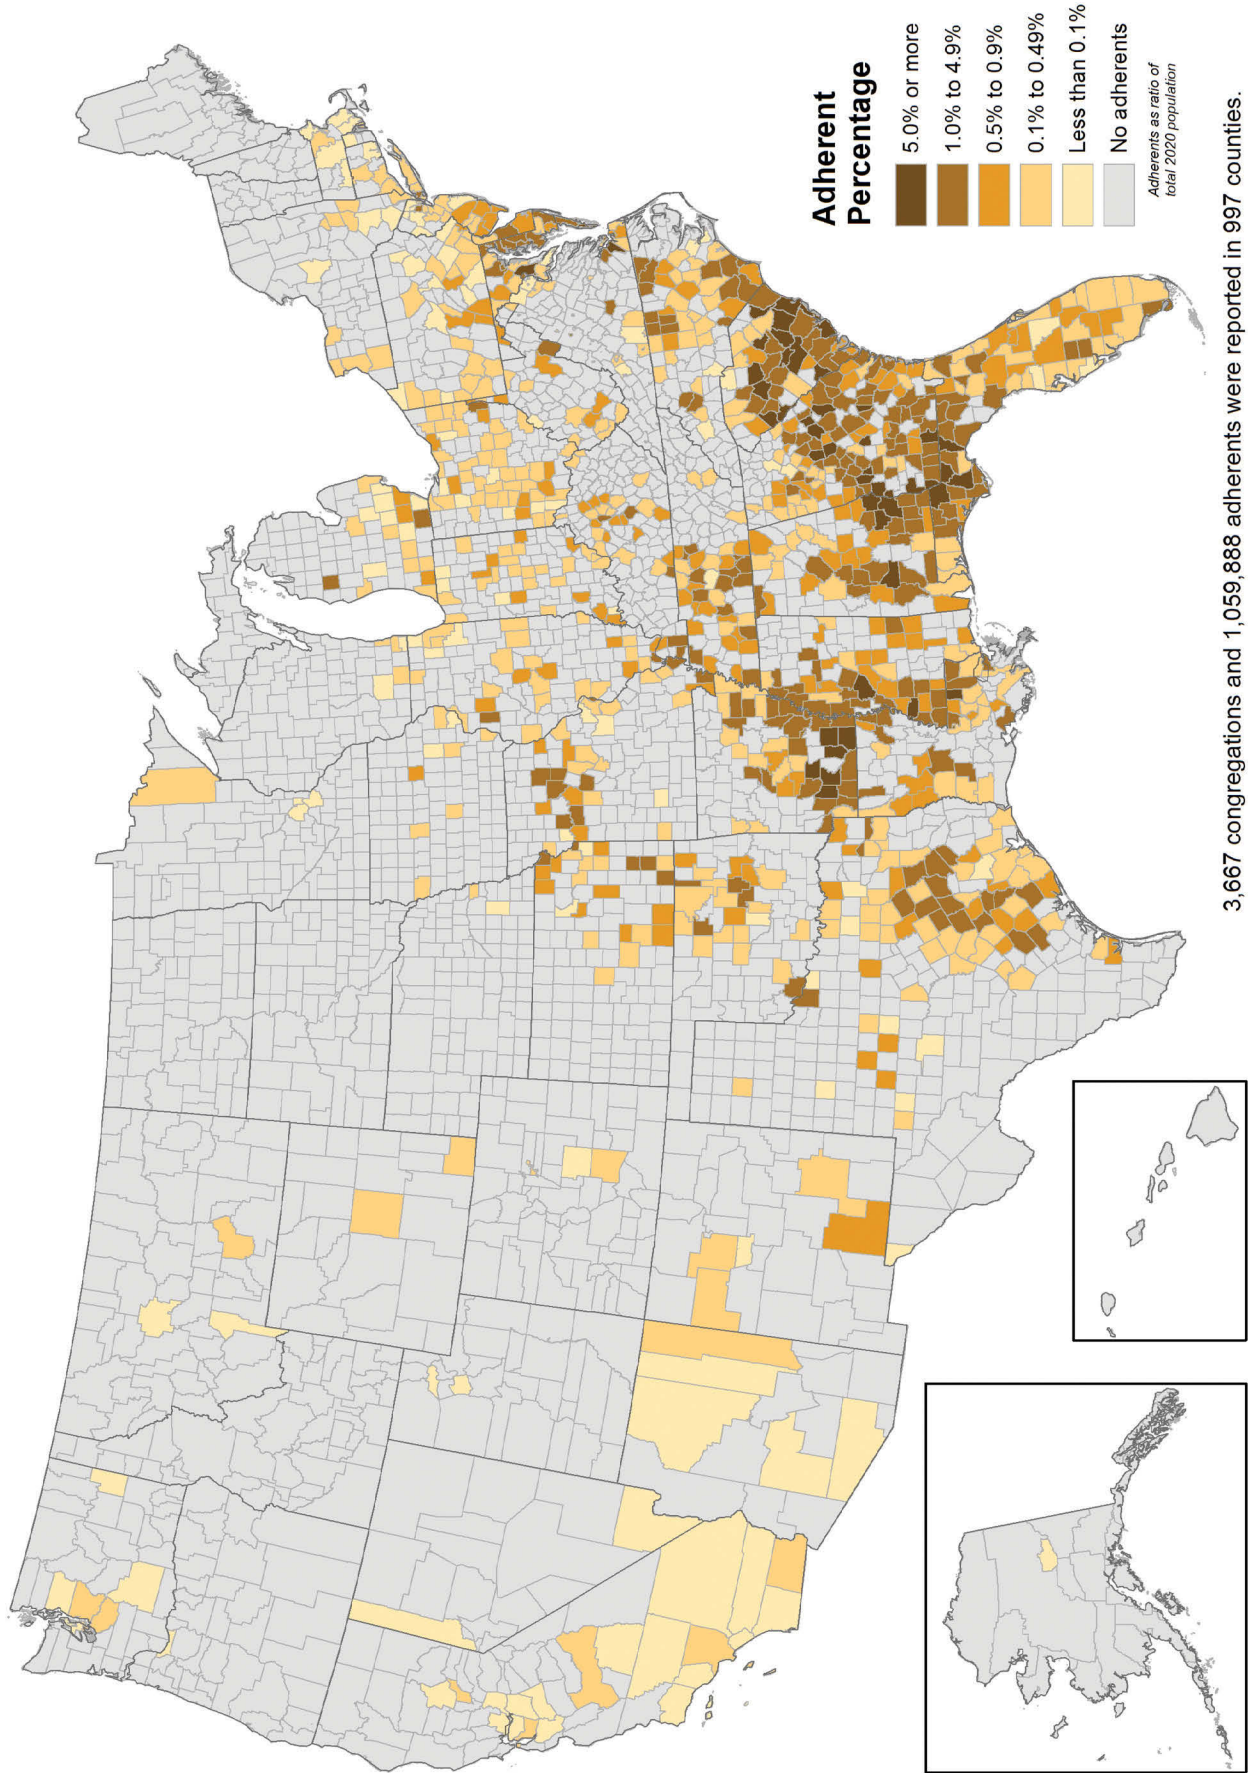 Adherent
Percentage
5.0% or more
1.0% to 4.9%
0.5% to 0.9%
0.1% to 0.49%
Less than 0.1%
No adherents
Adherents as ratio of
total 2020 population
3,667 congregations and 1,059,888 adherents were reported in 997 counties.